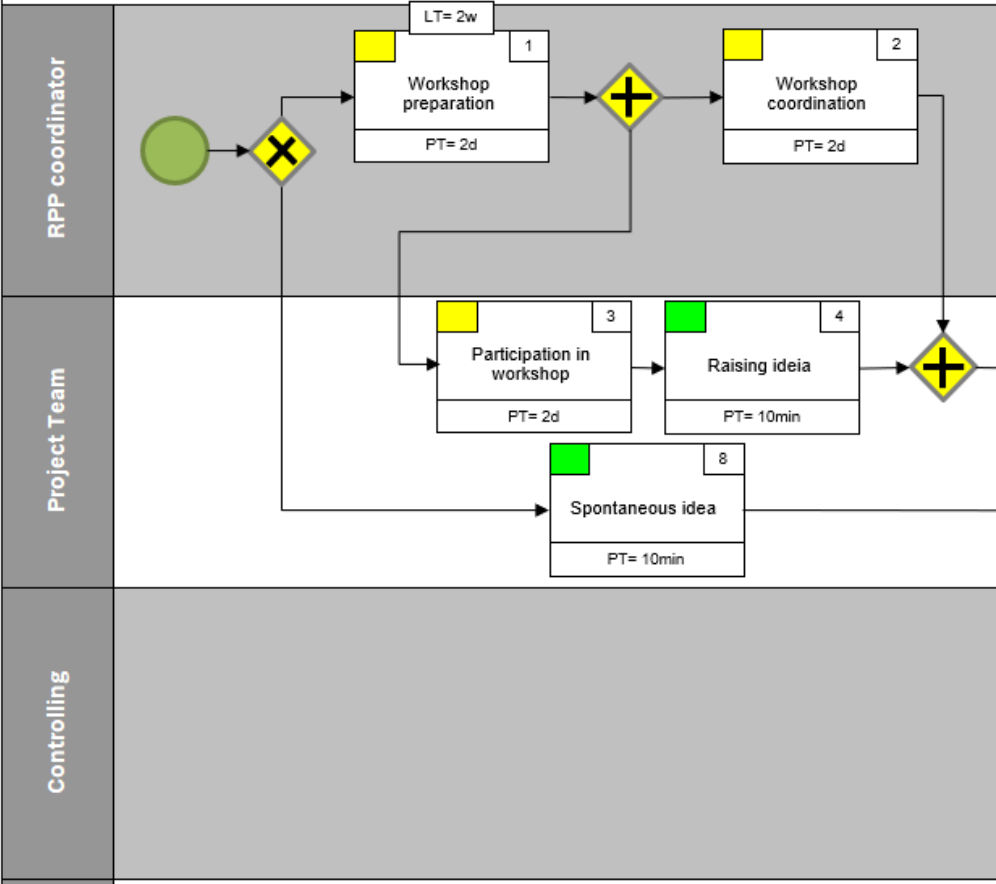 RPP coordinator
LT= 2w
1
Workshop
preparation
PT= 2d
2
Workshop
coordination
PT= 2d
Project Team
3
Participation in
workshop
PT= 2d
4
Raising ideia
PT= 10min
8
Spontaneous idea
PT= 10min
Controlling